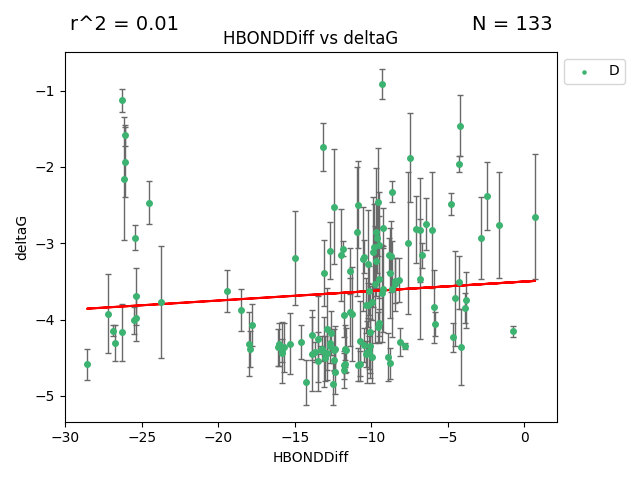 r^2 = 0.01
N = 133
HBONDDiff vs deltaG
D
−1
−2
−3
−4
−5
deltaG
−30
−25
−20
−15
−10
−5
0
HBONDDiff